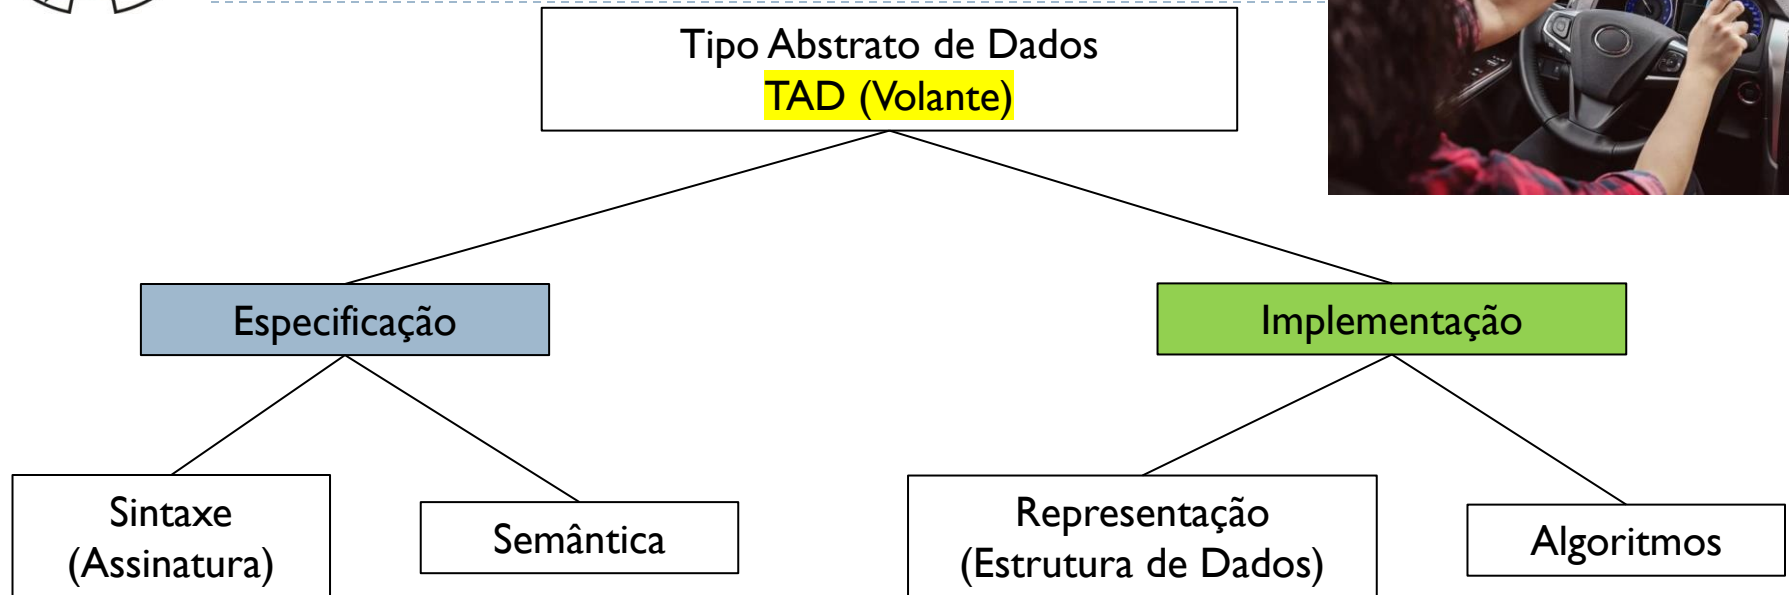 Tipo Abstrato de Dados
TAD (Volante)
Especificação
Implementação
Sintaxe
(Assinatura)
Semântica
Representação
(Estrutura de Dados)
Algoritmos